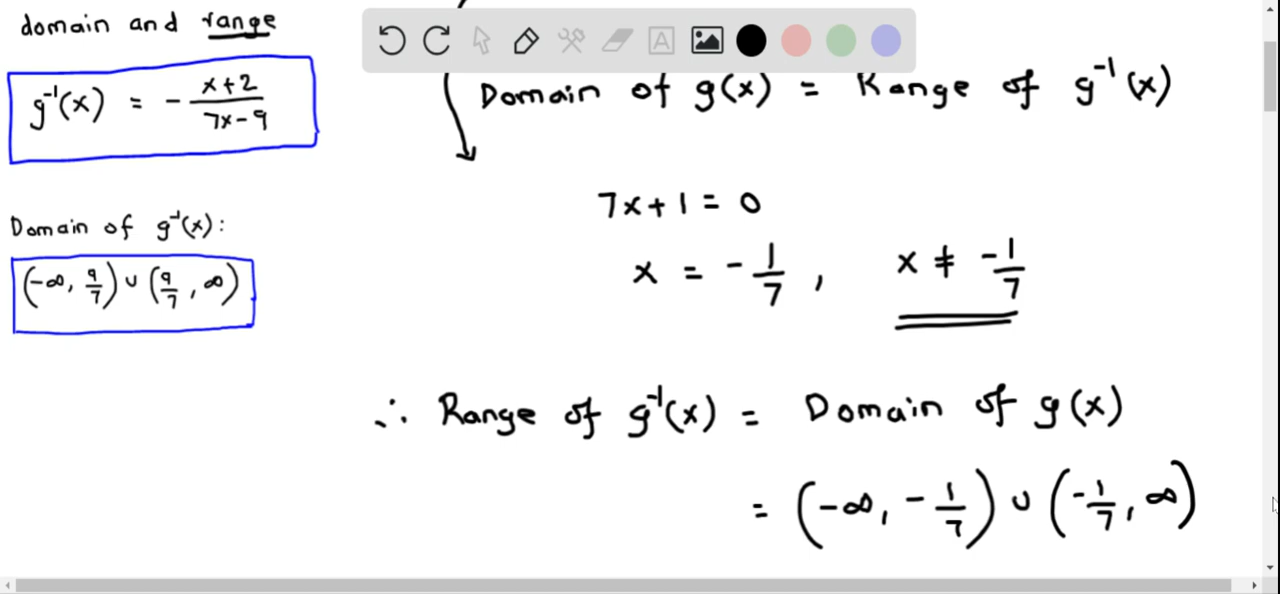 domain and range
g⁻¹(x) = - (x+2)/(7x-9)
Domain of g⁻¹(x):
(-∞, 9/7) ∪ (9/7, ∞)
Domain of g(x) = Range of g⁻¹(x)
7x+1 = 0
x = -1/7, x ≠ -1/7
∴ Range of g⁻¹(x) = Domain of g(x)
= (-∞, -1/7) ∪ (-1/7, ∞)